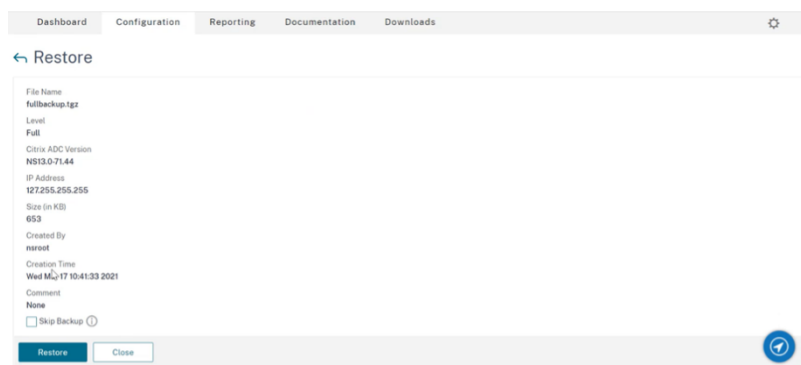 Dashboard Configuration Reporting Documentation Downloads
Restore
File Name
fullbackup.tgz
Level
Full
Citrix ADC Version
NS13.0-71.44
IP Address
127.255.255.255
Size (in KB)
653
Created By
nsroot
Creation Time
Wed 17 10:41:33 2021
Comment
None
Skip Backup
Restore Close